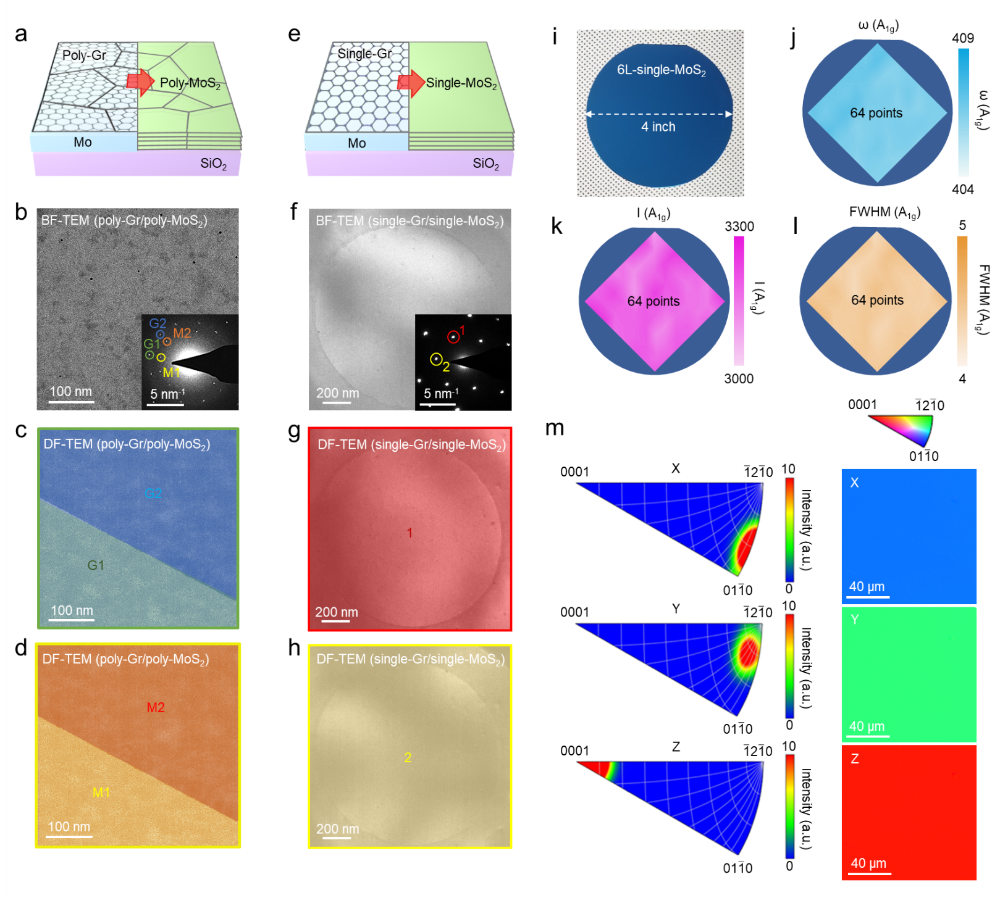 a
Poly-Gr
Poly-MoS₂
Mo
SiO₂
e
Single-Gr
Single-MoS₂
Mo
SiO₂
i
6L-single-MoS₂
4 inch
j
ω (A₁g)
64 points
409
ω (A₁g)
404
b
BF-TEM (poly-Gr/poly-MoS₂)
G2
M2
G1
M1
100 nm
5 nm⁻¹
f
BF-TEM (single-Gr/single-MoS₂)
1
2
200 nm
5 nm⁻¹
k
I (A₁g)
64 points
3300
I (A₁g)
3000
l
FWHM (A₁g)
64 points
5
FWHM (A₁g)
4
c
DF-TEM (poly-Gr/poly-MoS₂)
G2
G1
100 nm
g
DF-TEM (single-Gr/single-MoS₂)
1
200 nm
d
DF-TEM (poly-Gr/poly-MoS₂)
M2
M1
100 nm
h
DF-TEM (single-Gr/single-MoS₂)
2
200 nm
m
0001
1̅21̅0
011̅0
0001
X
1̅21̅0
011̅0
10
Intensity (a.u.)
0
X
40 μm
0001
Y
1̅21̅0
011̅0
10
Intensity (a.u.)
0
Y
40 μm
0001
Z
1̅21̅0
011̅0
10
Intensity (a.u.)
0
Z
40 μm